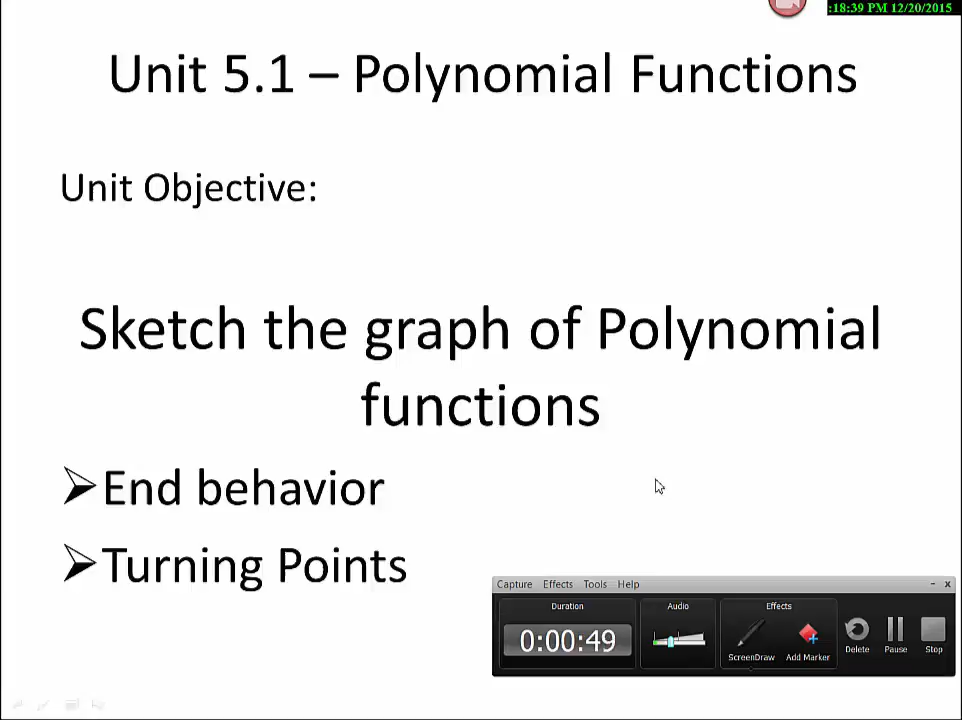 :18:39 PM 12/20/2015
Unit 5.1 – Polynomial Functions
Unit Objective:
Sketch the graph of Polynomial
functions
➢End behavior
➢Turning Points
Capture Effects Tools Help
Duration Audio Effects
0:00:49
ScreenDraw Add Marker Delete Pause Stop